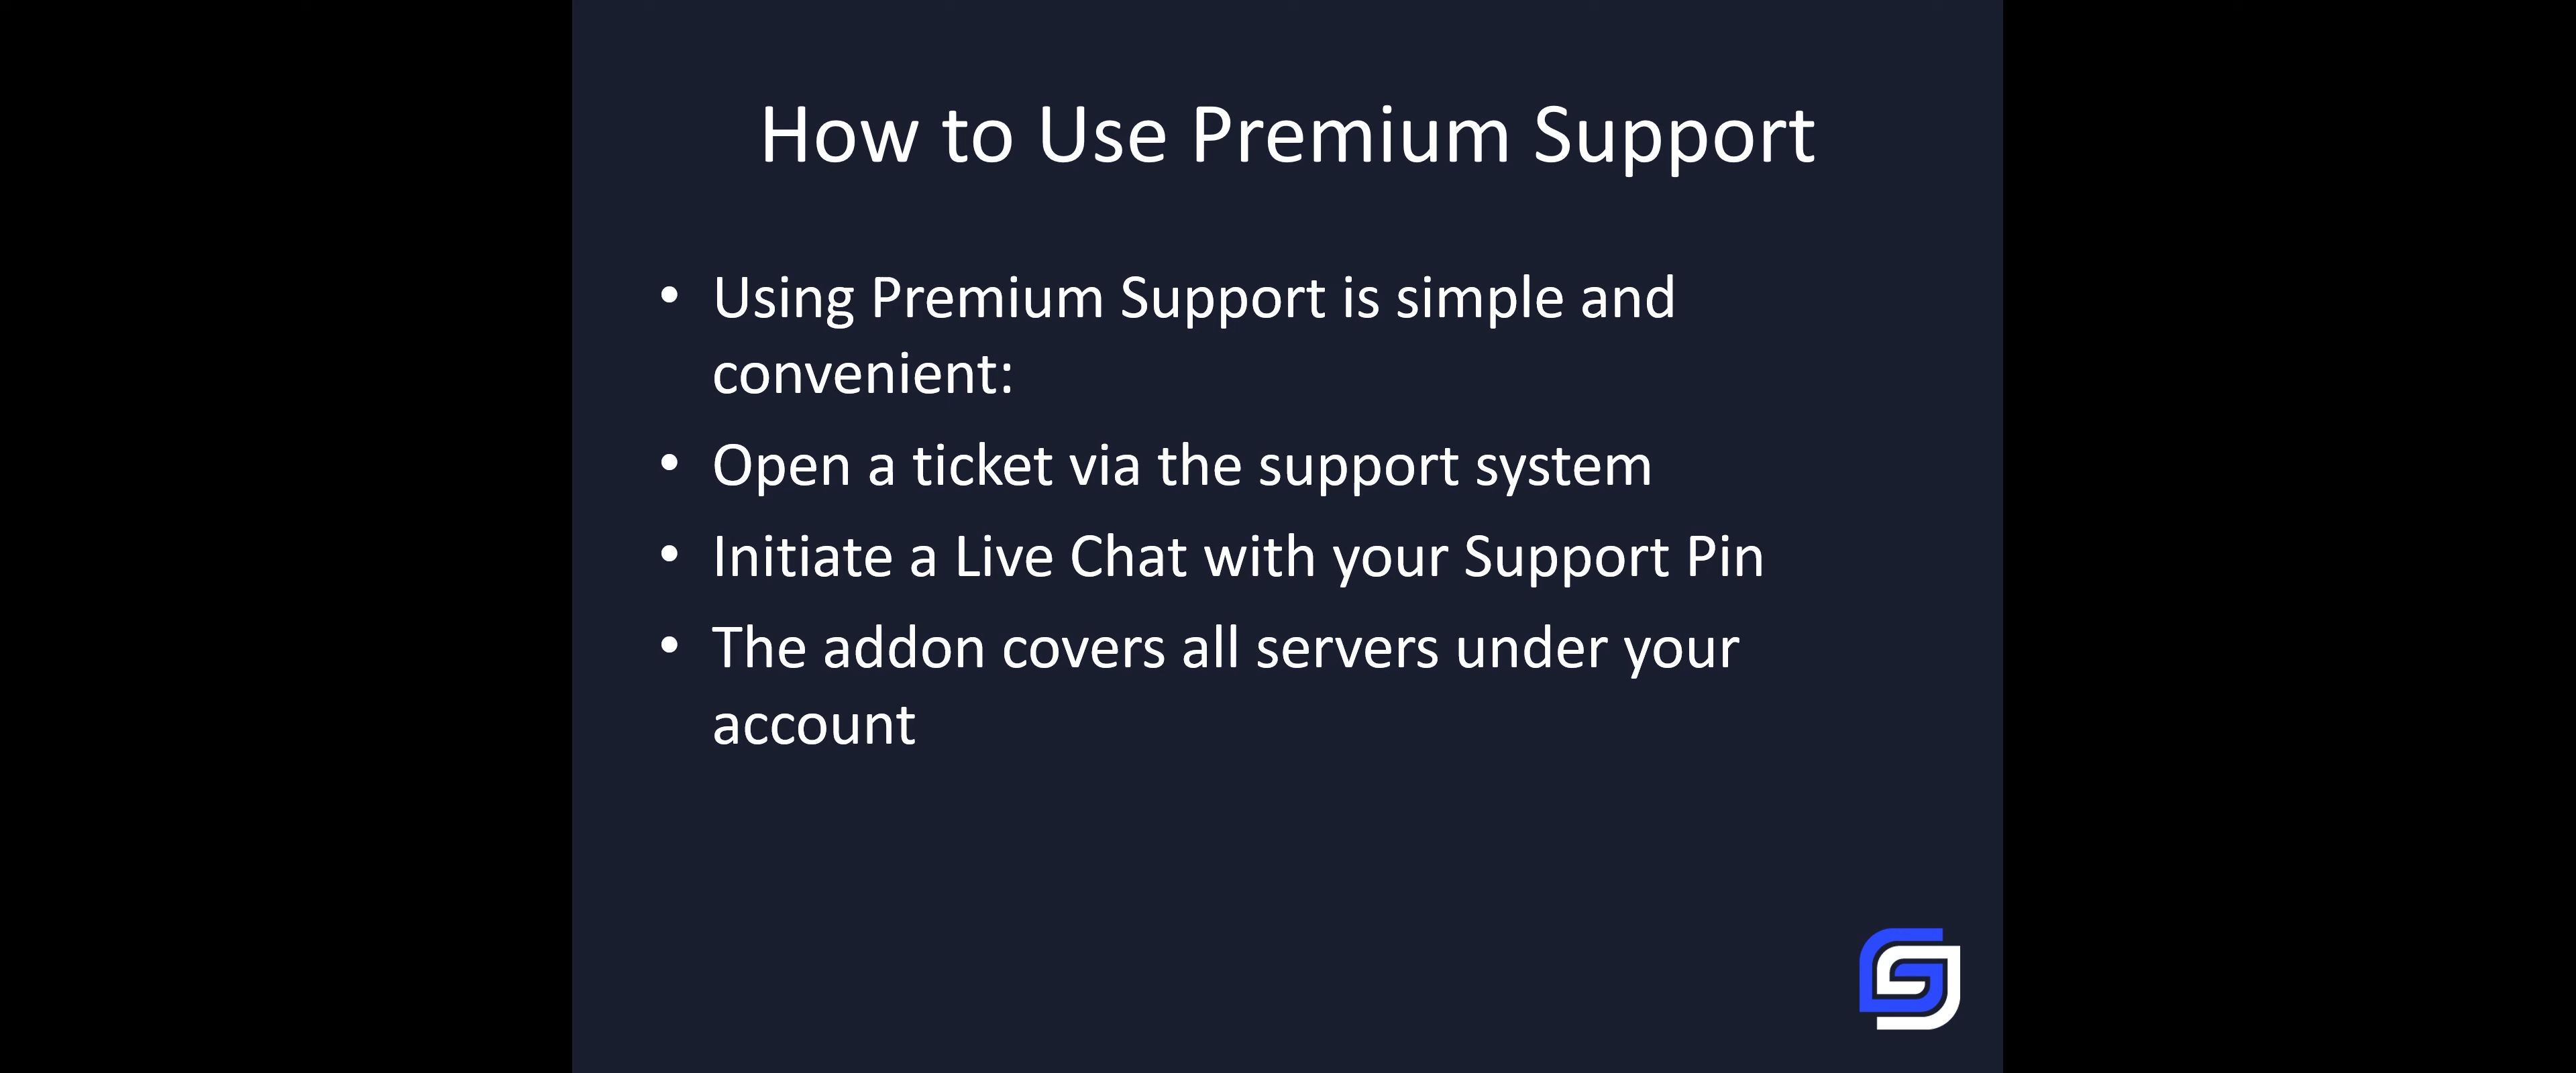 How to Use Premium Support
• Using Premium Support is simple and
convenient:
• Open a ticket via the support system
• Initiate a Live Chat with your Support Pin
• The addon covers all servers under your
account